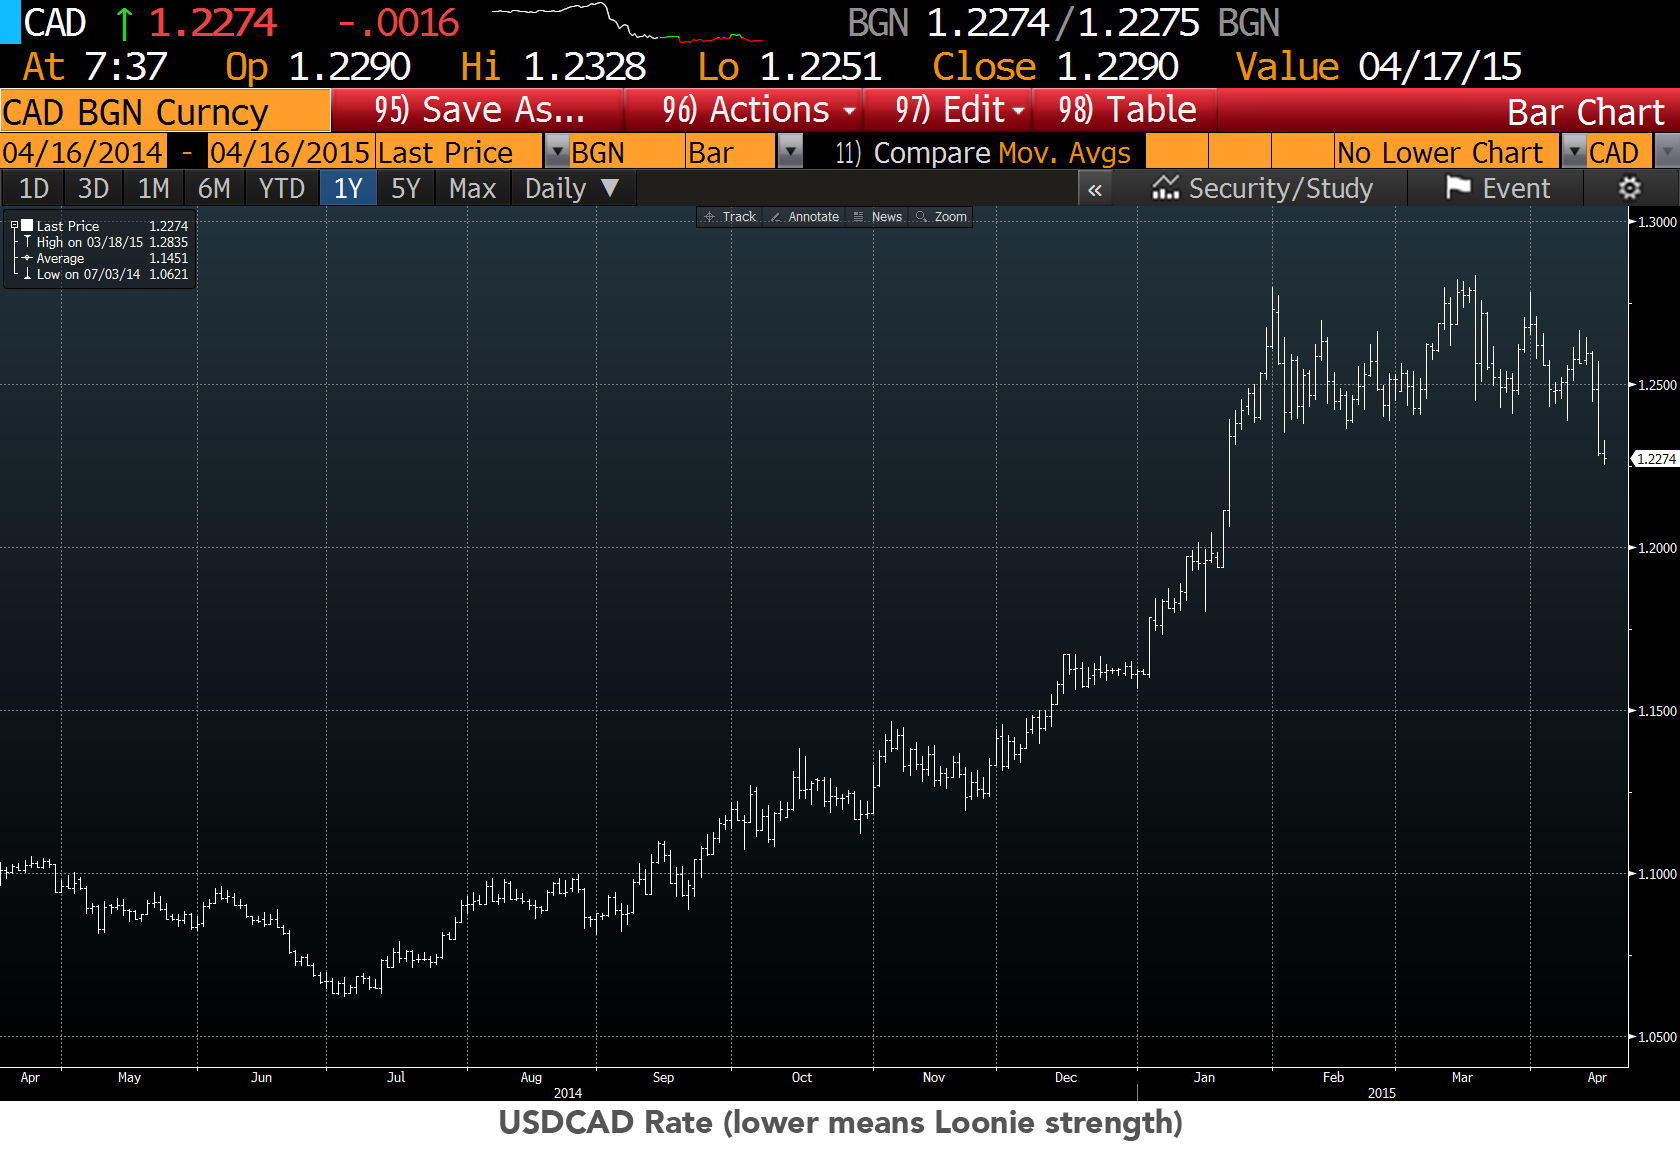 CAD ↑ 1.2274 -.0016 BGN 1.2274/1.2275 BGN
At 7:37 Op 1.2290 Hi 1.2328 Lo 1.2251 Close 1.2290 Value 04/17/15
CAD BGN Curncy 95) Save As... 96) Actions 97) Edit 98) Table Bar Chart
04/16/2014 - 04/16/2015 Last Price BGN Bar 11) Compare Mov. Avgs No Lower Chart CAD
1D 3D 1M 6M YTD 1Y 5Y Max Daily ▼ « Security/Study Event
Track Annotate News Zoom
Last Price 1.2274
High on 03/18/15 1.2835
Average 1.1451
Low on 07/03/14 1.0621
1.3000
1.2500
1.2274
1.2000
1.1500
1.1000
1.0500
Apr May Jun Jul Aug Sep Oct Nov Dec Jan Feb Mar Apr
2014 2015
USDCAD Rate (lower means Loonie strength)